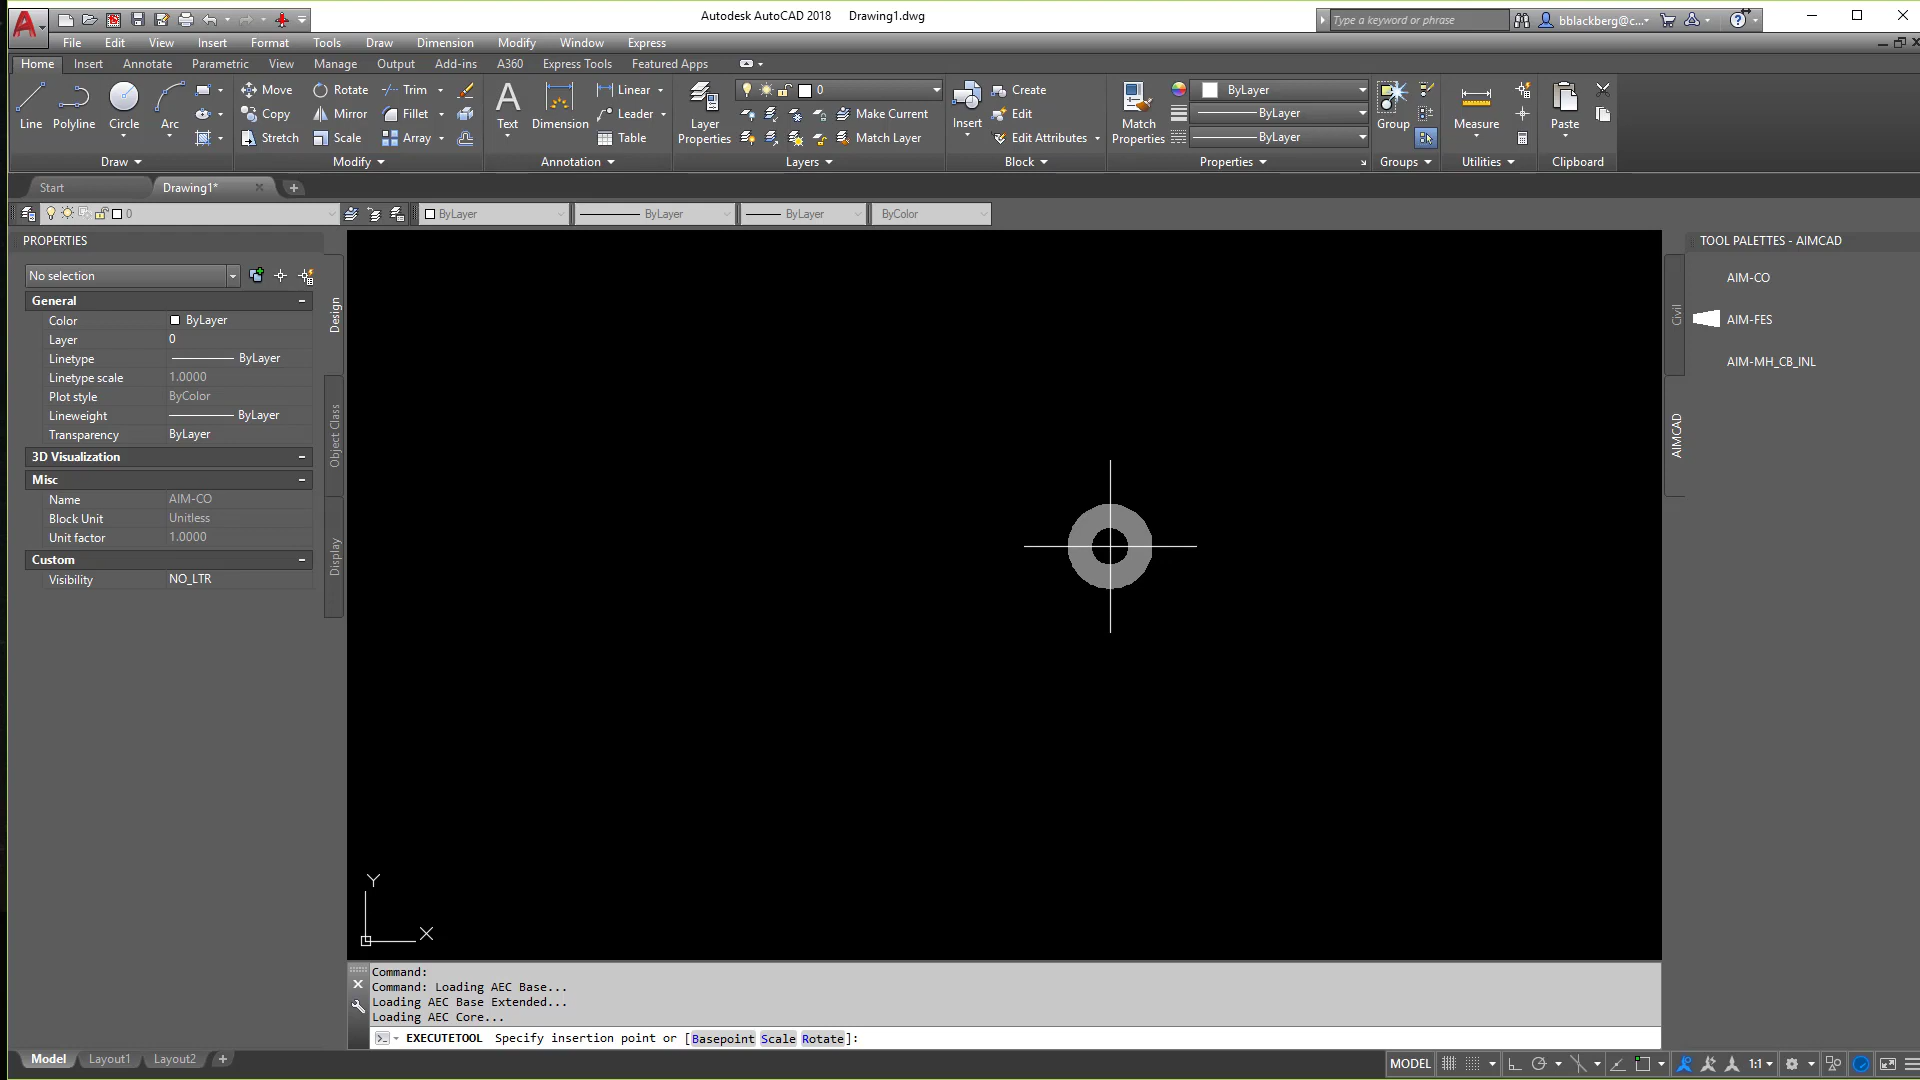 Autodesk AutoCAD 2018 Drawing1.dwg
Type a keyword or phrase
bblackberg@c...
File Edit View Insert Format Tools Draw Dimension Modify Window Express
Home Insert Annotate Parametric View Manage Output Add-ins A360 Express Tools Featured Apps
Line
Polyline
Circle
Arc
Draw
Move
Rotate
Trim
Copy
Mirror
Fillet
Stretch
Scale
Array
Modify
Text
Dimension
Linear
Leader
Table
Annotation
Layer
Properties
0
Make Current
Match Layer
Layers
Insert
Create
Edit
Edit Attributes
Block
Match
Properties
ByLayer
ByLayer
ByLayer
Properties
Group
Groups
Measure
Utilities
Paste
Clipboard
Start
Drawing1*
0
ByLayer
ByLayer
ByLayer
ByColor
PROPERTIES
No selection
General
Color ByLayer
Layer 0
Linetype ByLayer
Linetype scale 1.0000
Plot style ByColor
Lineweight ByLayer
Transparency ByLayer
3D Visualization
Misc
Name AIM-CO
Block Unit Unitless
Unit factor 1.0000
Custom
Visibility NO_LTR
Design
Object Class
Display
Y
X
TOOL PALETTES - AIMCAD
AIM-CO
AIM-FES
AIM-MH_CB_INL
Civil
AIMCAD
Command:
Command: Loading AEC Base...
Loading AEC Base Extended...
Loading AEC Core...
EXECUTETOOL Specify insertion point or [Basepoint Scale Rotate]:
Model Layout1 Layout2
MODEL
1:1